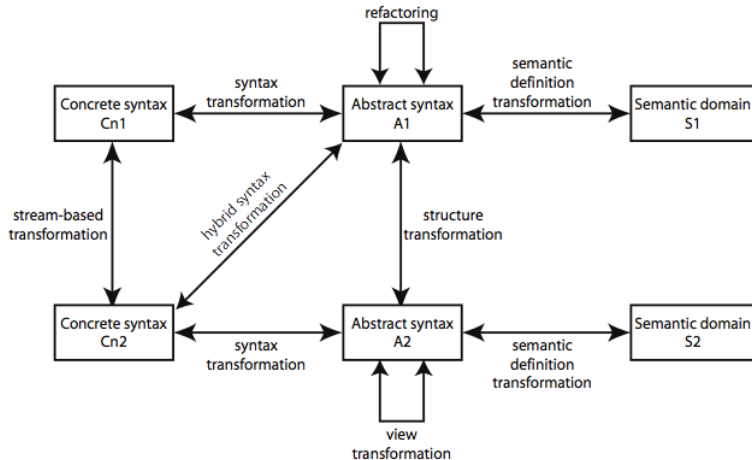 refactoring
syntax
transformation
semantic
definition
transformation
Concrete syntax
Cn1
Abstract syntax
A1
Semantic domain
S1
stream-based
transformation
hybrid syntax
transformation
structure
transformation
Concrete syntax
Cn2
Abstract syntax
A2
Semantic domain
S2
syntax
transformation
semantic
definition
transformation
view
transformation